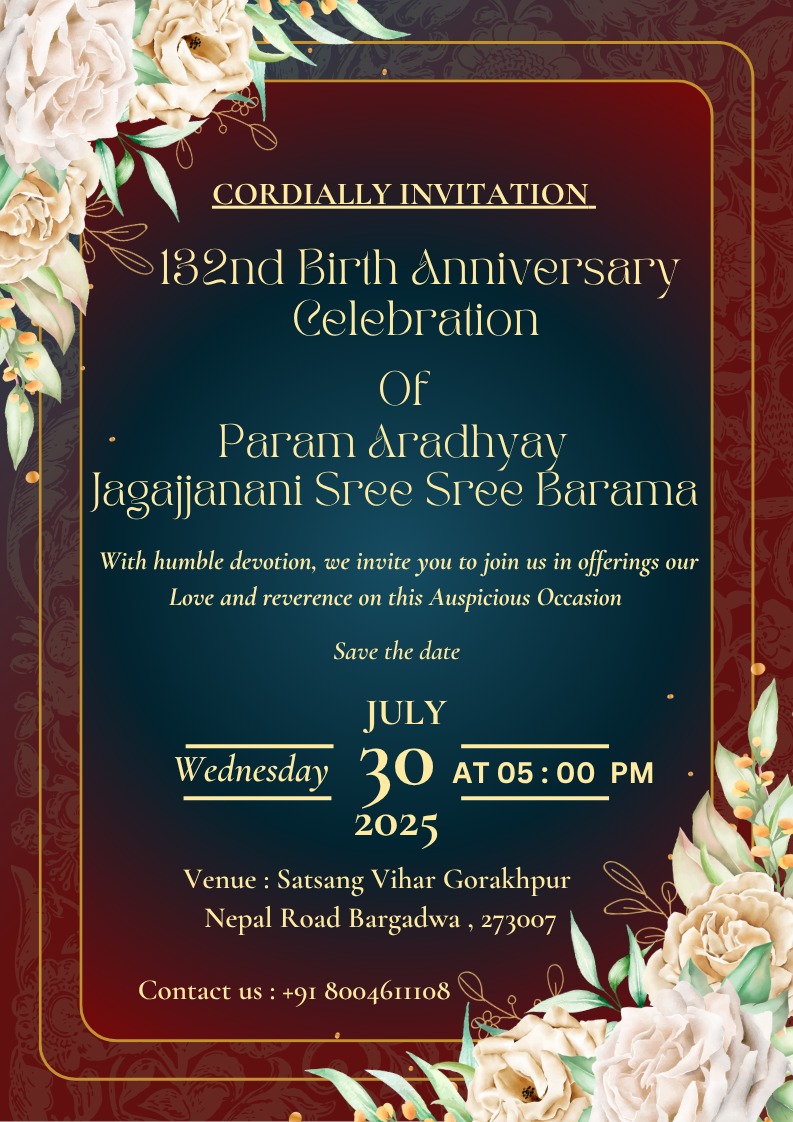 CORDIALLY INVITATION
132nd Birth Anniversary
Celebration
Of
Param Aradhyay
Jagajjanani Sree Sree Barama
With humble devotion, we invite you to join us in offerings our
Love and reverence on this Auspicious Occasion
Save the date
JULY
Wednesday 30 AT 05 : 00 PM
2025
Venue : Satsang Vihar Gorakhpur
Nepal Road Bargadwa , 273007
Contact us : +91 8004611108